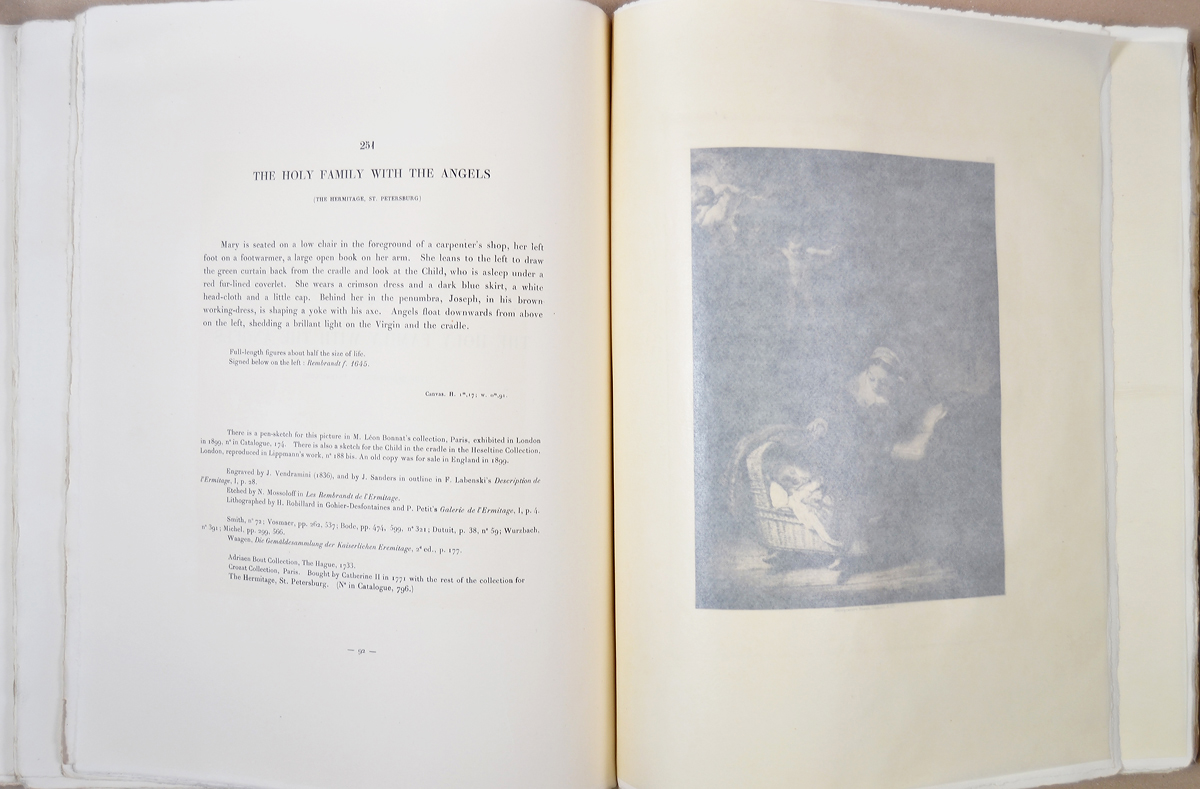 251
THE HOLY FAMILY WITH THE ANGELS
(THE HERMITAGE, ST. PETERSBURG)
Mary is seated on a low chair in the foreground of a carpenter's shop, her left
foot on a footwarmer, a large open book on her arm. She leans to the left to draw
the green curtain back from the cradle and look at the Child, who is asleep under a
red fur-lined coverlet. She wears a crimson dress and a dark blue skirt, a white
head-cloth and a little cap. Behind her in the penumbra, Joseph, in his brown
working-dress, is shaping a yoke with his axe. Angels float downwards from above
on the left, shedding a brillant light on the Virgin and the cradle.
Full-length figures about half the size of life.
Signed below on the left : Rembrandt f. 1645.
Canvas. H. 1m,17; W. 0m,91.
There is a pen-sketch for this picture in M. Léon Bonnat's collection, Paris, exhibited in London
in 1899, nº in Catalogue, 174. There is also a sketch for the Child in the cradle in the Heseltine Collection,
London, reproduced in Lippmann's work, nº 188 bis. An old copy was for sale in England in 1899.
Engraved by J. Vendramini (1836), and by J. Sanders in outline in F. Labenski's Description de
l'Ermitage, I, p. 28.
Etched by N. Mossoloff in Les Rembrandt de l'Ermitage.
Lithographed by H. Robillard in Gohier-Desfontaines and P. Petit's Galerie de l'Ermitage, I, p. 4.
Smith, nº 72; Vosmaer, pp. 262, 537; Bode, pp. 474, 599, nº 321; Dutuit, p. 38, nº 59; Wurzbach,
nº 391; Michel, pp. 299, 566.
Waagen, Die Gemäldesammlung der Kaiserlichen Eremitage, 2d ed., p. 177.
Adriaen Bout Collection, The Hague, 1733.
Crozat Collection, Paris. Bought by Catherine II in 1771 with the rest of the collection for
The Hermitage, St. Petersburg. (Nº in Catalogue, 796.)
— 92 —